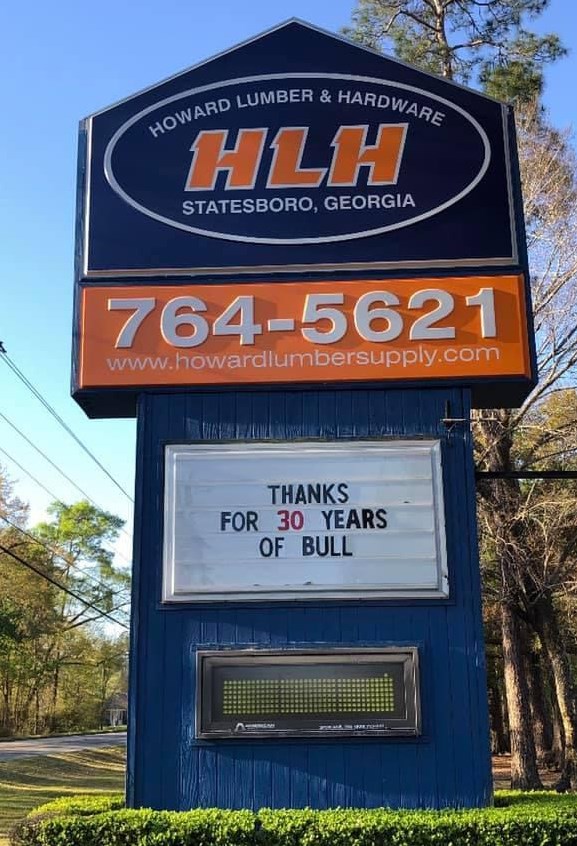 HOWARD LUMBER & HARDWARE
HLH
STATESBORO, GEORGIA
764-5621
www.howardlumbersupply.com
THANKS
FOR 30 YEARS
OF BULL